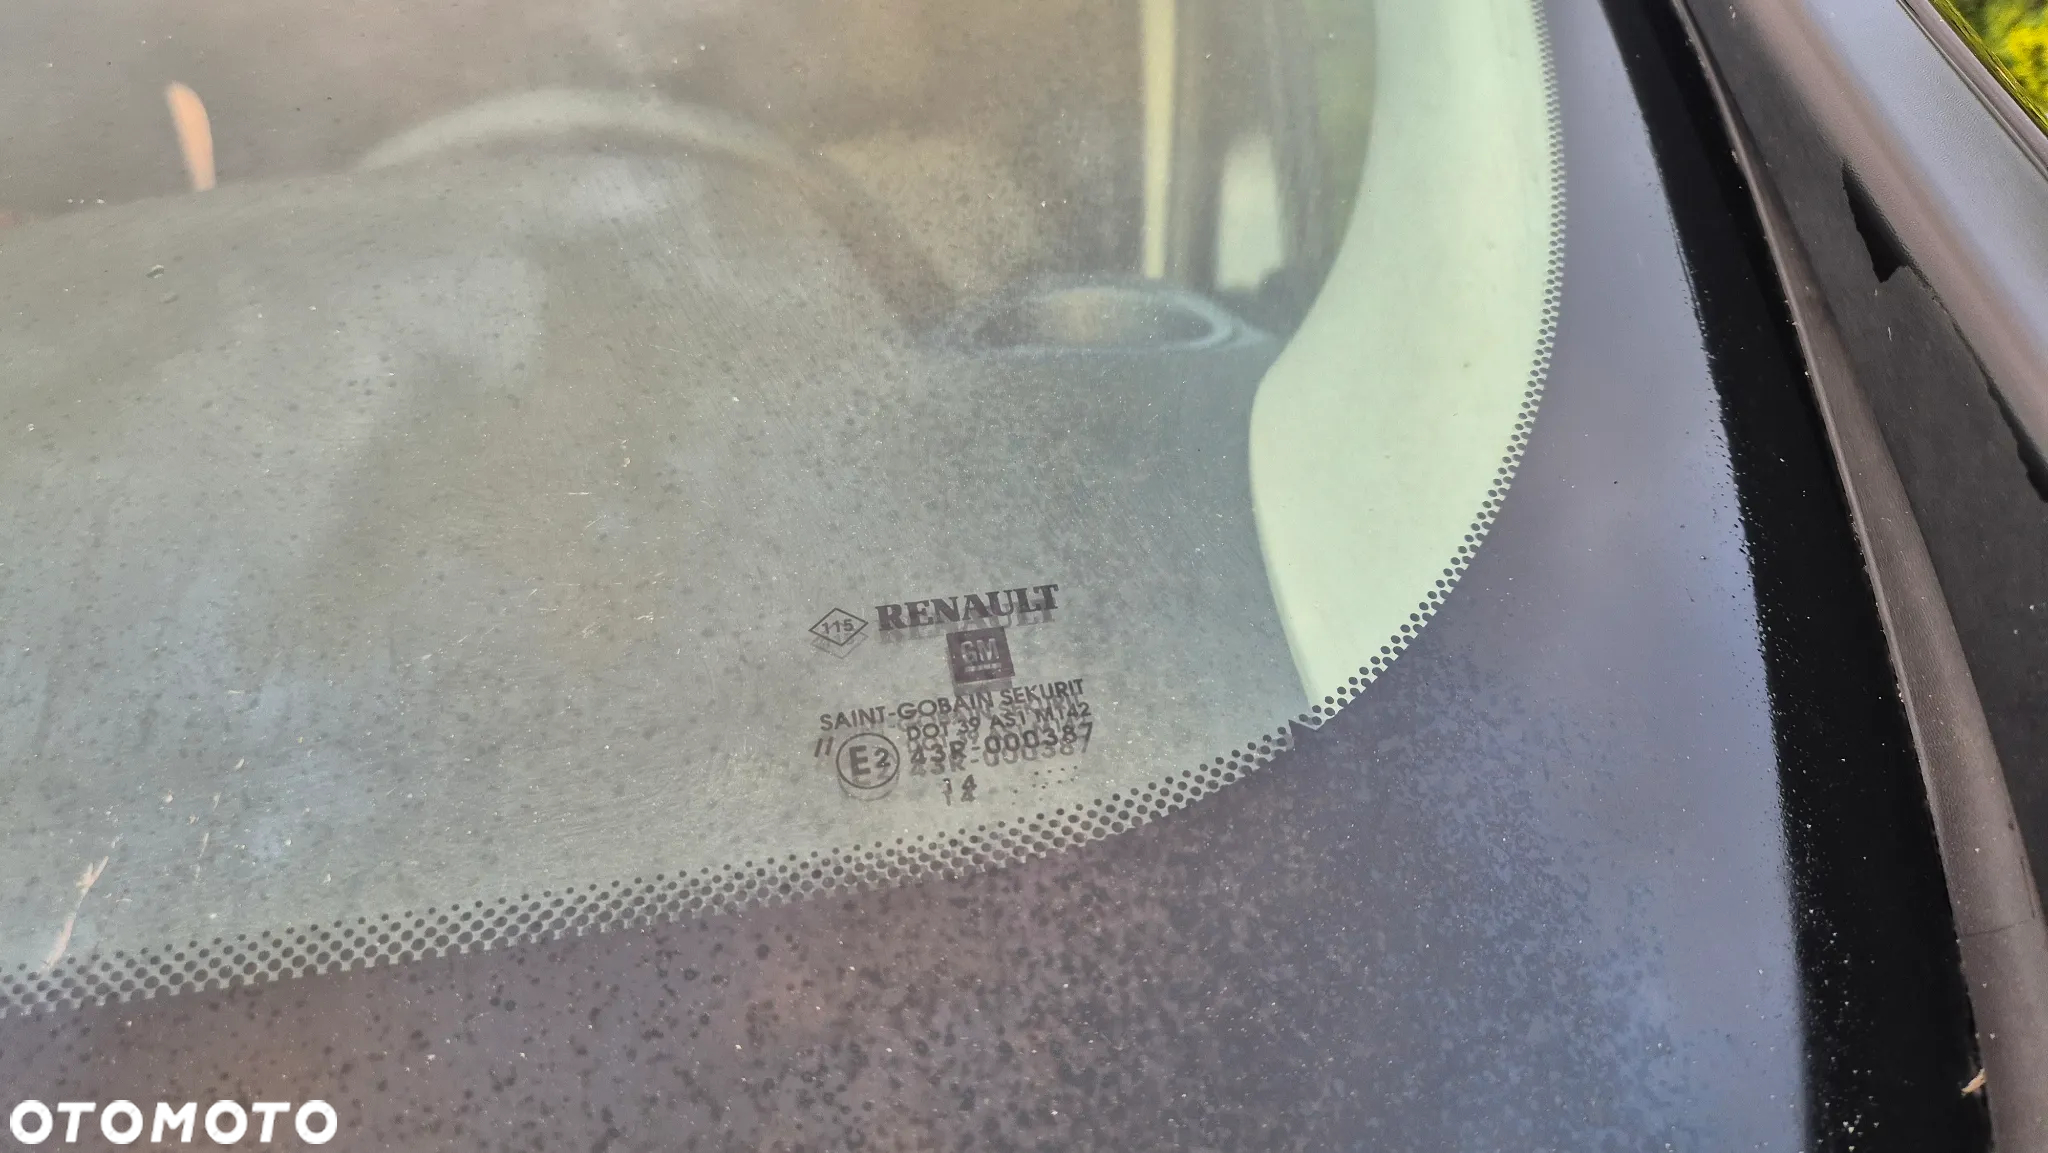 115 RENAULT
GM
SAINT-GOBAIN SEKURIT
DOT 39 AS1 M142
// E2 43R-000387
14
OTOMOTO